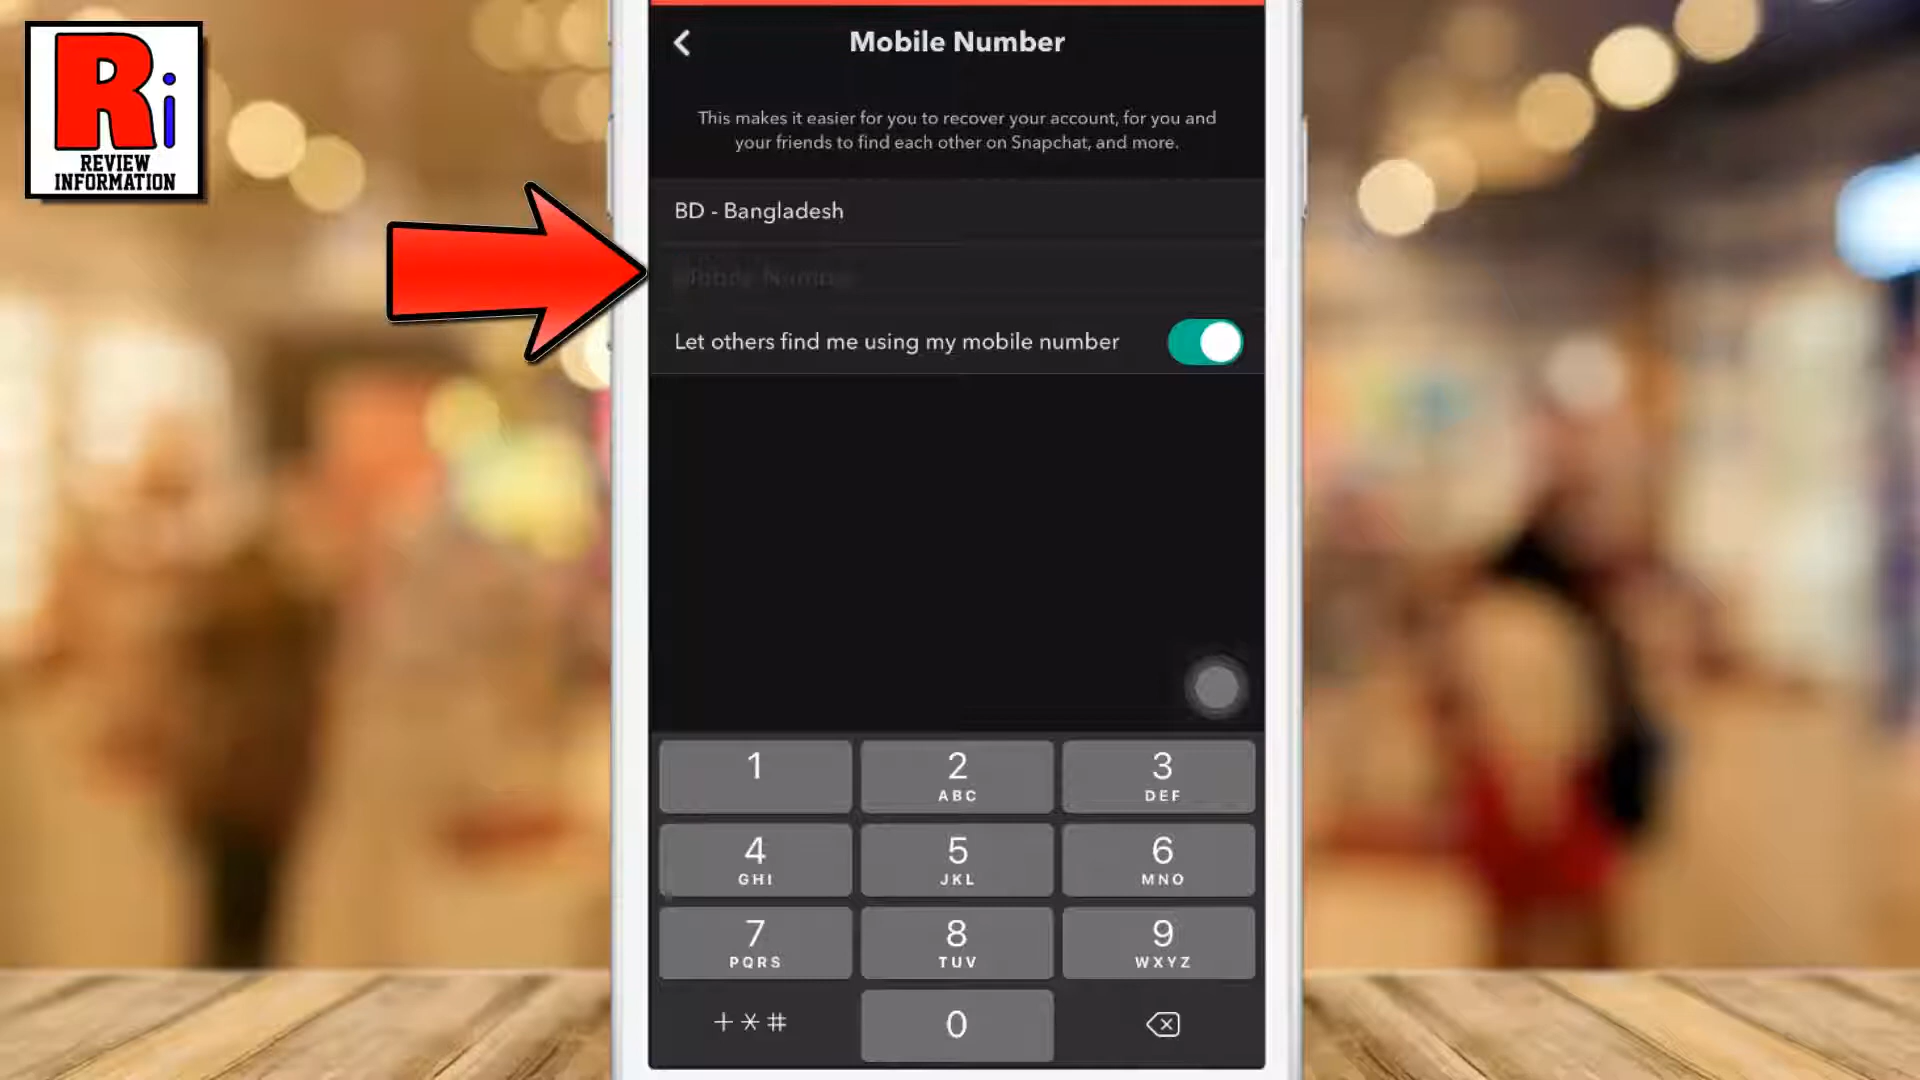 Ri
REVIEW
INFORMATION
Mobile Number
This makes it easier for you to recover your account, for you and
your friends to find each other on Snapchat, and more.
BD - Bangladesh
Mobile Number
Let others find me using my mobile number
1
2
ABC
3
DEF
4
GHI
5
JKL
6
MNO
7
PQRS
8
TUV
9
WXYZ
+*#
0